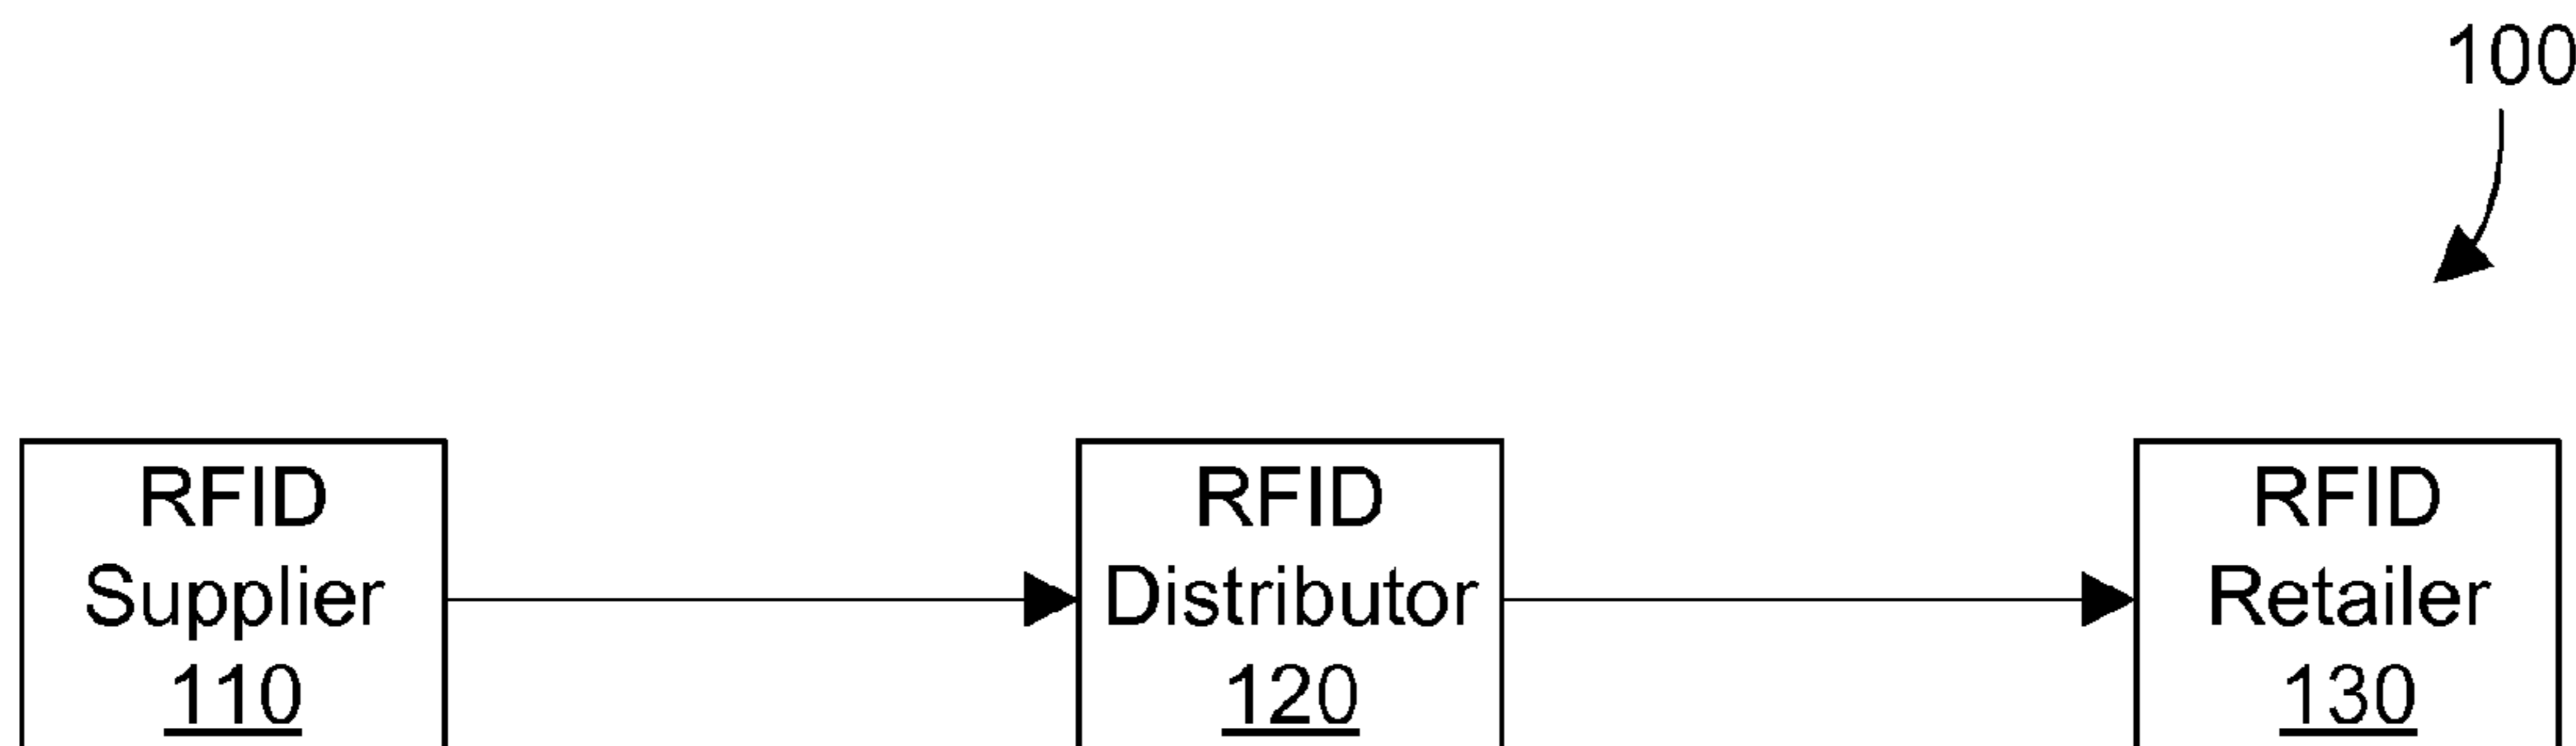 100
RFID
Supplier
110
RFID
Distributor
120
RFID
Retailer
130